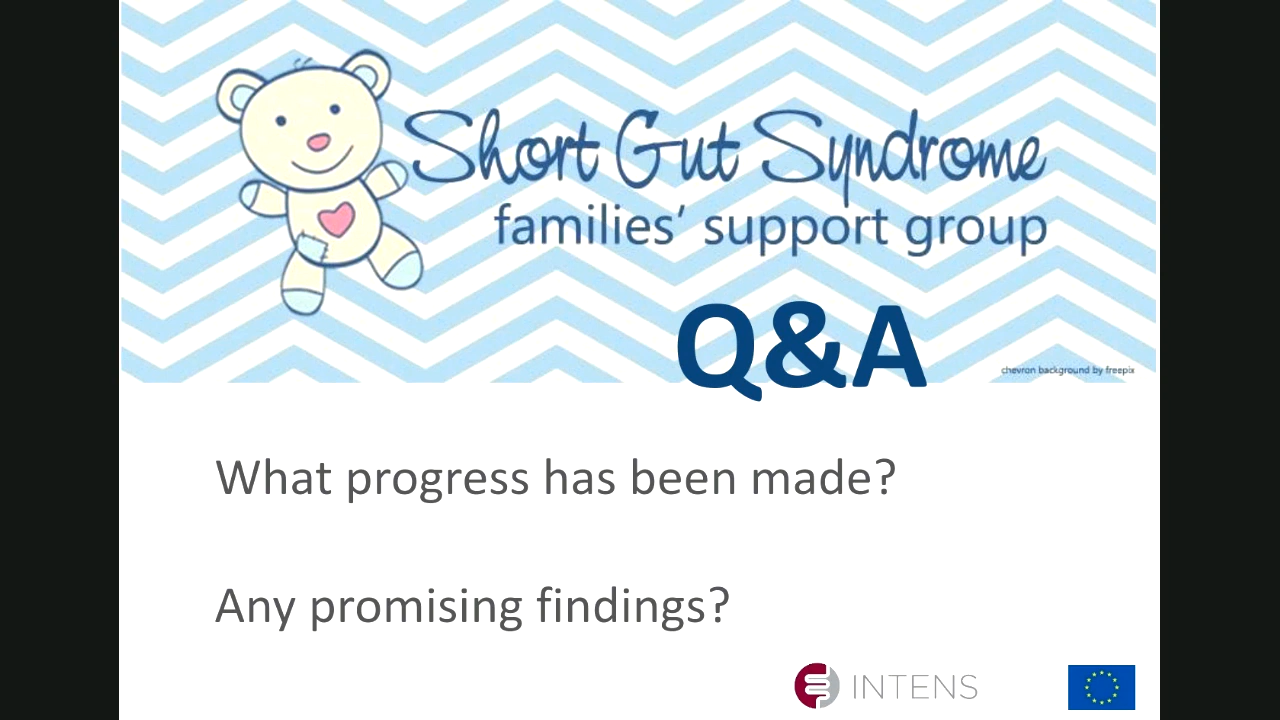 Short Gut Syndrome
families’ support group
Q&A
chevron background by freepix
What progress has been made?
Any promising findings?
INTENS